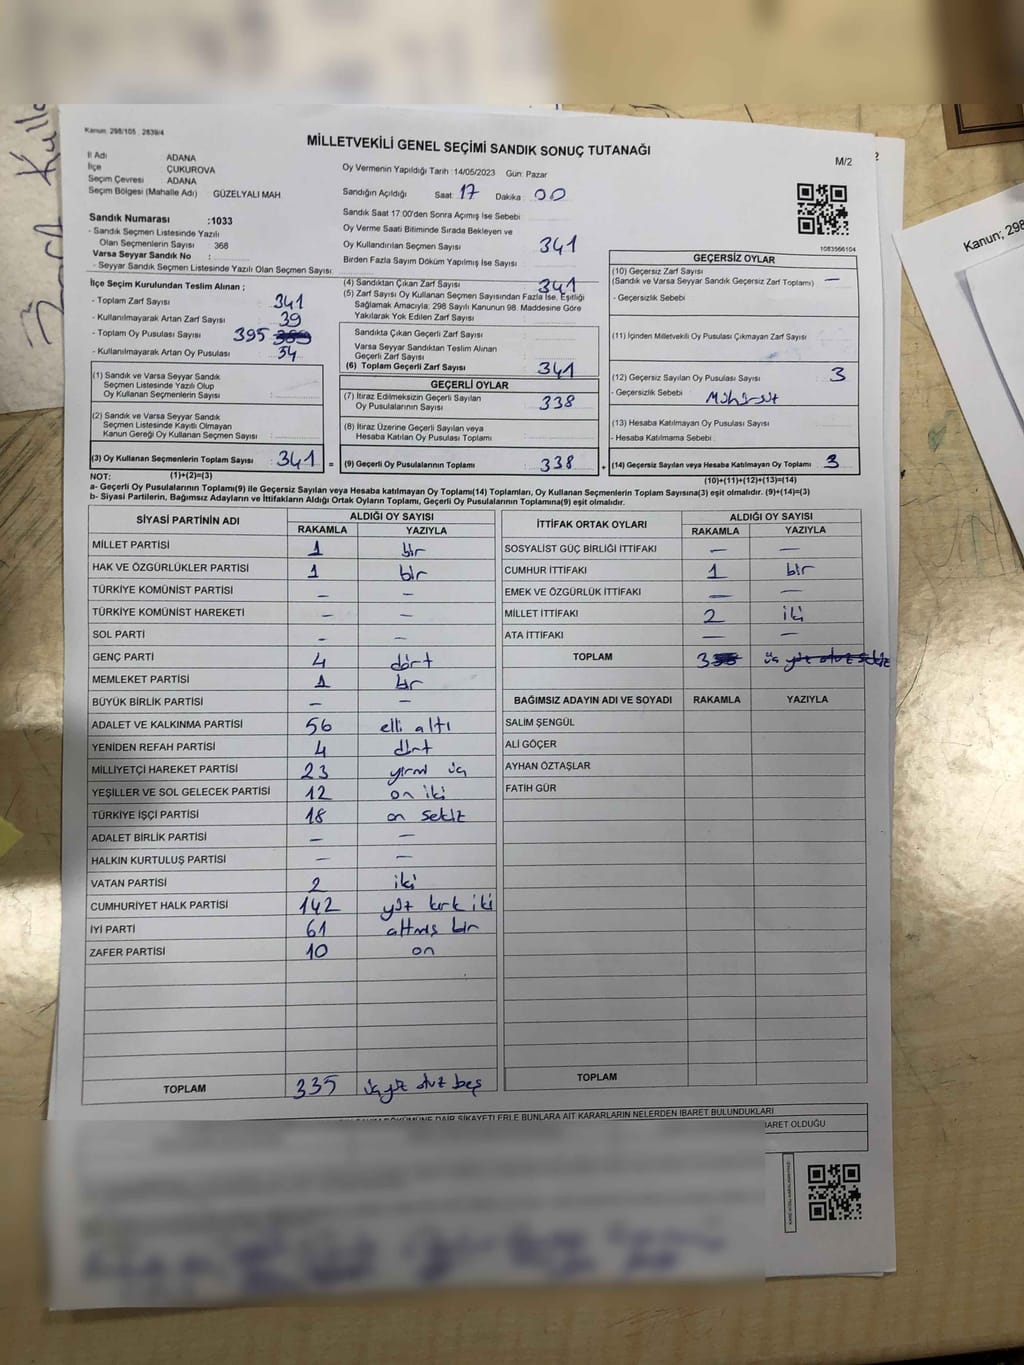 Kanun: 298/105 , 2839/4
MİLLETVEKİLİ GENEL SEÇİMİ SANDIK SONUÇ TUTANAĞI
M/2
2
İl Adı ADANA
İlçe ÇUKUROVA
Seçim Çevresi ADANA
Seçim Bölgesi (Mahalle Adı) GÜZELYALI MAH
Oy Vermenin Yapıldığı Tarih :14/05/2023 Gün: Pazar
Sandığın Açıldığı Saat: 17 Dakika: 00
Sandık Numarası :1033
- Sandık Seçmen Listesinde Yazılı
Olan Seçmenlerin Sayısı 368
Varsa Seyyar Sandık No :
- Seyyar Sandık Seçmen Listesinde Yazılı Olan Seçmen Sayısı:
Sandık Saat 17:00'den Sonra Açımış İse Sebebi
Oy Verme Saati Bitiminde Sırada Bekleyen ve
Oy Kullandırılan Seçmen Sayısı 341
Birden Fazla Sayım Döküm Yapılmış İse Sayısı
1083566104
İlçe Seçim Kurulundan Teslim Alınan ;
- Toplam Zarf Sayısı 341
- Kullanılmayarak Artan Zarf Sayısı 39
- Toplam Oy Pusulası Sayısı 395
- Kullanılmayarak Artan Oy Pusulası 54
(1) Sandık ve Varsa Seyyar Sandık
Seçmen Listesinde Yazılı Olup
Oy Kullanan Seçmenlerin Sayısı :
(2) Sandık ve Varsa Seyyar Sandık
Seçmen Listesinde Kayıtlı Olmayan
Kanun Gereği Oy Kullanan Seçmen Sayısı :
(3) Oy Kullanan Seçmenlerin Toplam Sayısı : 341
(1)+(2)=(3)
(4) Sandıktan Çıkan Zarf Sayısı 341
(5) Zarf Sayısı Oy Kullanan Seçmen Sayısından Fazla İse, Eşitliği
Sağlamak Amacıyla; 298 Sayılı Kanunun 98. Maddesine Göre
Yakılarak Yok Edilen Zarf Sayısı
Sandıkta Çıkan Geçerli Zarf Sayısı
Varsa Seyyar Sandıktan Teslim Alınan
Geçerli Zarf Sayısı
(6) Toplam Geçerli Zarf Sayısı 341
GEÇERLİ OYLAR
(7) İtiraz Edilmeksizin Geçerli Sayılan
Oy Pusulalarının Sayısı 338
(8) İtiraz Üzerine Geçerli Sayılan veya
Hesaba Katılan Oy Pusulası Toplamı
= (9) Geçerli Oy Pusulalarının Toplamı 338 +
GEÇERSİZ OYLAR
(10) Geçersiz Zarf Sayısı
(Sandık ve Varsa Seyyar Sandık Geçersiz Zarf Toplamı) —
- Geçersizlik Sebebi
(11) İçinden Milletvekili Oy Pusulası Çıkmayan Zarf Sayısı
(12) Geçersiz Sayılan Oy Pusulası Sayısı 3
- Geçersizlik Sebebi Mühürsüz
(13) Hesaba Katılmayan Oy Pusulası Sayısı
- Hesaba Katılmama Sebebi
(14) Geçersiz Sayılan veya Hesaba Katılmayan Oy Toplamı 3
(10)+(11)+(12)+(13)=(14)
NOT:
a- Geçerli Oy Pusulalarının Toplamı(9) ile Geçersiz Sayılan veya Hesaba katılmayan Oy Toplamı(14) Toplamları, Oy Kullanan Seçmenlerin Toplam Sayısına(3) eşit olmalıdır. (9)+(14)=(3)
b- Siyasi Partilerin, Bağımsız Adayların ve İttifakların Aldığı Ortak Oyların Toplamı, Geçerli Oy Pusulalarının Toplamına(9) eşit olmalıdır.
SİYASİ PARTİNİN ADI ALDIĞI OY SAYISI
RAKAMLA YAZIYLA
MİLLET PARTİSİ 1 bir
HAK VE ÖZGÜRLÜKLER PARTİSİ 1 bir
TÜRKİYE KOMÜNİST PARTİSİ — —
TÜRKİYE KOMÜNİST HAREKETİ — —
SOL PARTİ — —
GENÇ PARTİ 4 dört
MEMLEKET PARTİSİ 1 bir
BÜYÜK BİRLİK PARTİSİ — —
ADALET VE KALKINMA PARTİSİ 56 elli altı
YENİDEN REFAH PARTİSİ 4 dört
MİLLİYETÇİ HAREKET PARTİSİ 23 yirmi üç
YEŞİLLER VE SOL GELECEK PARTİSİ 12 on iki
TÜRKİYE İŞÇİ PARTİSİ 18 on sekiz
ADALET BİRLİK PARTİSİ — —
HALKIN KURTULUŞ PARTİSİ — —
VATAN PARTİSİ 2 iki
CUMHURİYET HALK PARTİSİ 142 yüz kırk iki
İYİ PARTİ 61 altmış bir
ZAFER PARTİSİ 10 on
TOPLAM 335 üçyüz otuz beş
İTTİFAK ORTAK OYLARI ALDIĞI OY SAYISI
RAKAMLA YAZIYLA
SOSYALİST GÜÇ BİRLİĞİ İTTİFAKI — —
CUMHUR İTTİFAKI 1 bir
EMEK VE ÖZGÜRLÜK İTTİFAKI — —
MİLLET İTTİFAKI 2 iki
ATA İTTİFAKI — —
TOPLAM 3 üç yüz otuz sekiz
BAĞIMSIZ ADAYIN ADI VE SOYADI RAKAMLA YAZIYLA
SALİM ŞENGÜL
ALİ GÖÇER
AYHAN ÖZTAŞLAR
FATİH GÜR
TOPLAM
DÖKÜMÜNE DAİR ŞİKAYETLERLE BUNLARA AİT KARARLARIN NELERDEN İBARET BULUNDUKLARI
İBARET OLDUĞU
Kanun; 298